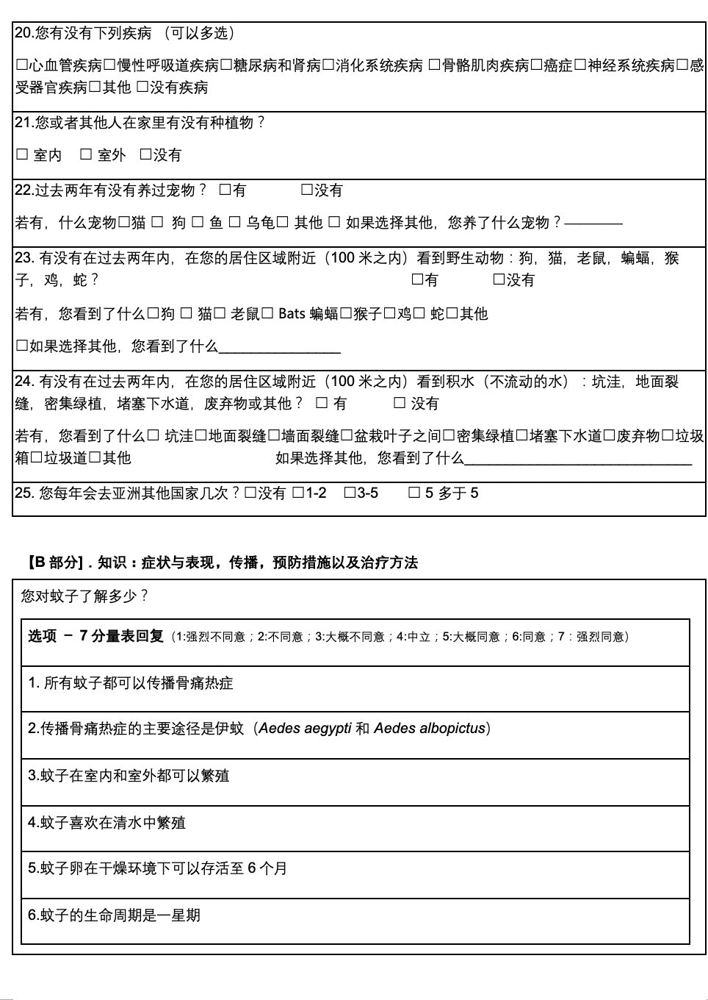 20.您有没有下列疾病 （可以多选）
☐心血管疾病☐慢性呼吸道疾病☐糖尿病和肾病☐消化系统疾病 ☐骨骼肌肉疾病☐癌症☐神经系统疾病☐感
受器官疾病☐其他 ☐没有疾病
21.您或者其他人在家里有没有种植物？
☐ 室内 ☐ 室外 ☐没有
22.过去两年有没有养过宠物？ ☐有 ☐没有
若有，什么宠物☐猫 ☐ 狗 ☐ 鱼 ☐ 乌龟☐ 其他 ☐ 如果选择其他，您养了什么宠物？————
23. 有没有在过去两年内，在您的居住区域附近（100 米之内）看到野生动物：狗，猫，老鼠，蝙蝠，猴
子，鸡，蛇？ ☐有 ☐没有
若有，您看到了什么☐狗 ☐ 猫☐ 老鼠☐ Bats 蝙蝠☐猴子☐鸡☐ 蛇☐其他
☐如果选择其他，您看到了什么_______________
24. 有没有在过去两年内，在您的居住区域附近（100 米之内）看到积水（不流动的水）：坑洼，地面裂
缝，密集绿植，堵塞下水道，废弃物或其他？ ☐ 有 ☐ 没有
若有，您看到了什么☐ 坑洼☐地面裂缝☐墙面裂缝☐盆栽叶子之间☐密集绿植☐堵塞下水道☐废弃物☐垃圾
箱☐垃圾道☐其他 如果选择其他，您看到了什么____________________________
25. 您每年会去亚洲其他国家几次？☐没有 ☐1-2 ☐3-5 ☐ 5 多于 5
【B 部分]．知识：症状与表现，传播，预防措施以及治疗方法
您对蚊子了解多少？
选项 – 7 分量表回复（1:强烈不同意；2:不同意；3:大概不同意；4:中立；5:大概同意；6:同意；7：强烈同意）
1. 所有蚊子都可以传播骨痛热症
2.传播骨痛热症的主要途径是伊蚊（Aedes aegypti 和 Aedes albopictus）
3.蚊子在室内和室外都可以繁殖
4.蚊子喜欢在清水中繁殖
5.蚊子卵在干燥环境下可以存活至 6 个月
6.蚊子的生命周期是一星期